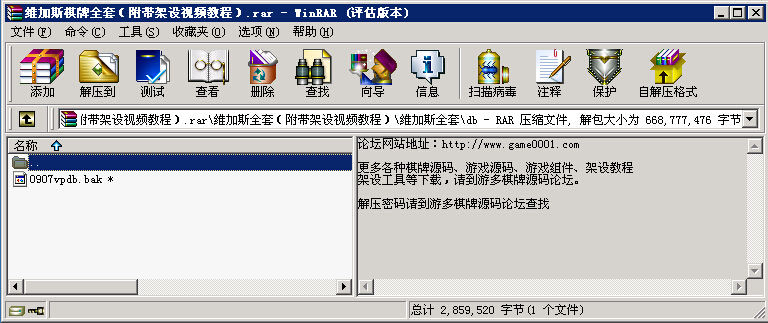 维加斯棋牌全套(附带架设视频教程).rar - WinRAR (评估版本)
文件(F) 命令(C) 工具(S) 收藏夹(O) 选项(N) 帮助(H)
添加 解压到 测试 查看 删除 查找 向导 信息 扫描病毒 注释 保护 自解压格式
附带架设视频教程).rar\维加斯全套(附带架设视频教程)\维加斯全套\db - RAR 压缩文件, 解包大小为 668,777,476 字节
名称
..
0907vpdb.bak *
论坛网站地址:http://www.game0001.com
更多各种棋牌源码、游戏源码、游戏组件、架设教程
架设工具等下载,请到游多棋牌源码论坛。
解压密码请到游多棋牌源码论坛查找
总计 2,859,520 字节(1 个文件)